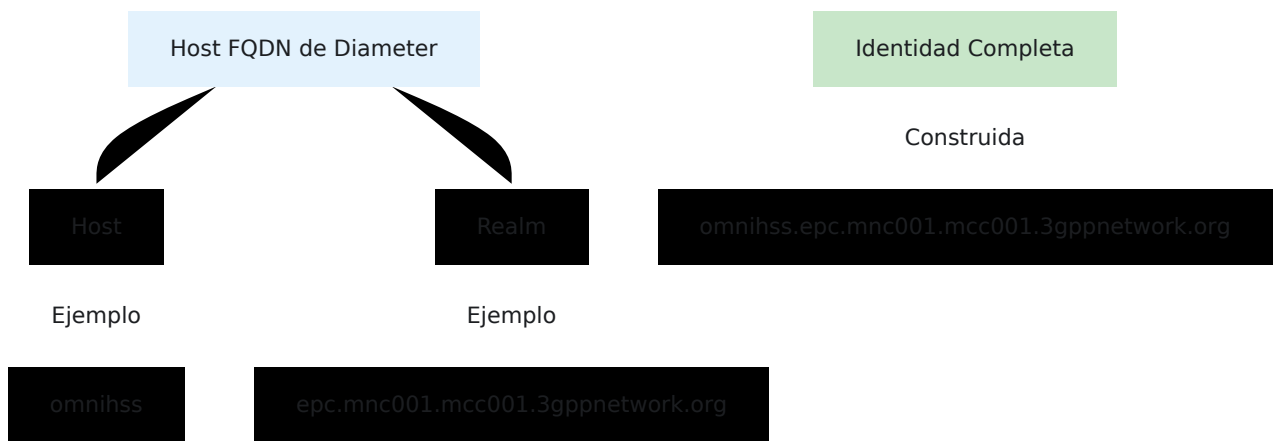 Host FQDN de Diameter
Identidad Completa
Construida
Host
Realm
omnihss.epc.mnc001.mcc001.3gppnetwork.org
Ejemplo
Ejemplo
omnihss
epc.mnc001.mcc001.3gppnetwork.org